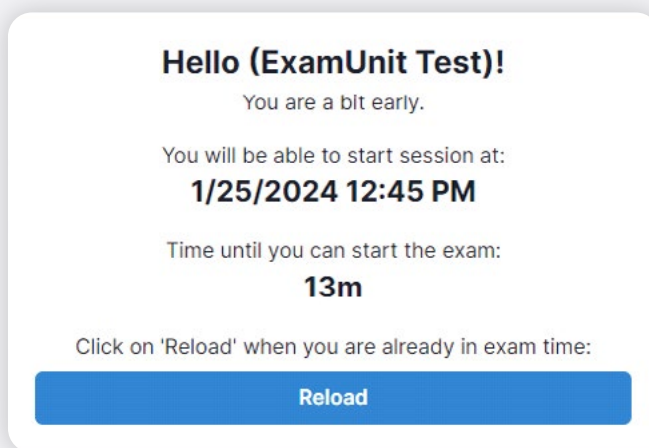 Hello (ExamUnit Test)!
You are a bit early.
You will be able to start session at:
1/25/2024 12:45 PM
Time until you can start the exam:
13m
Click on 'Reload' when you are already in exam time:
Reload